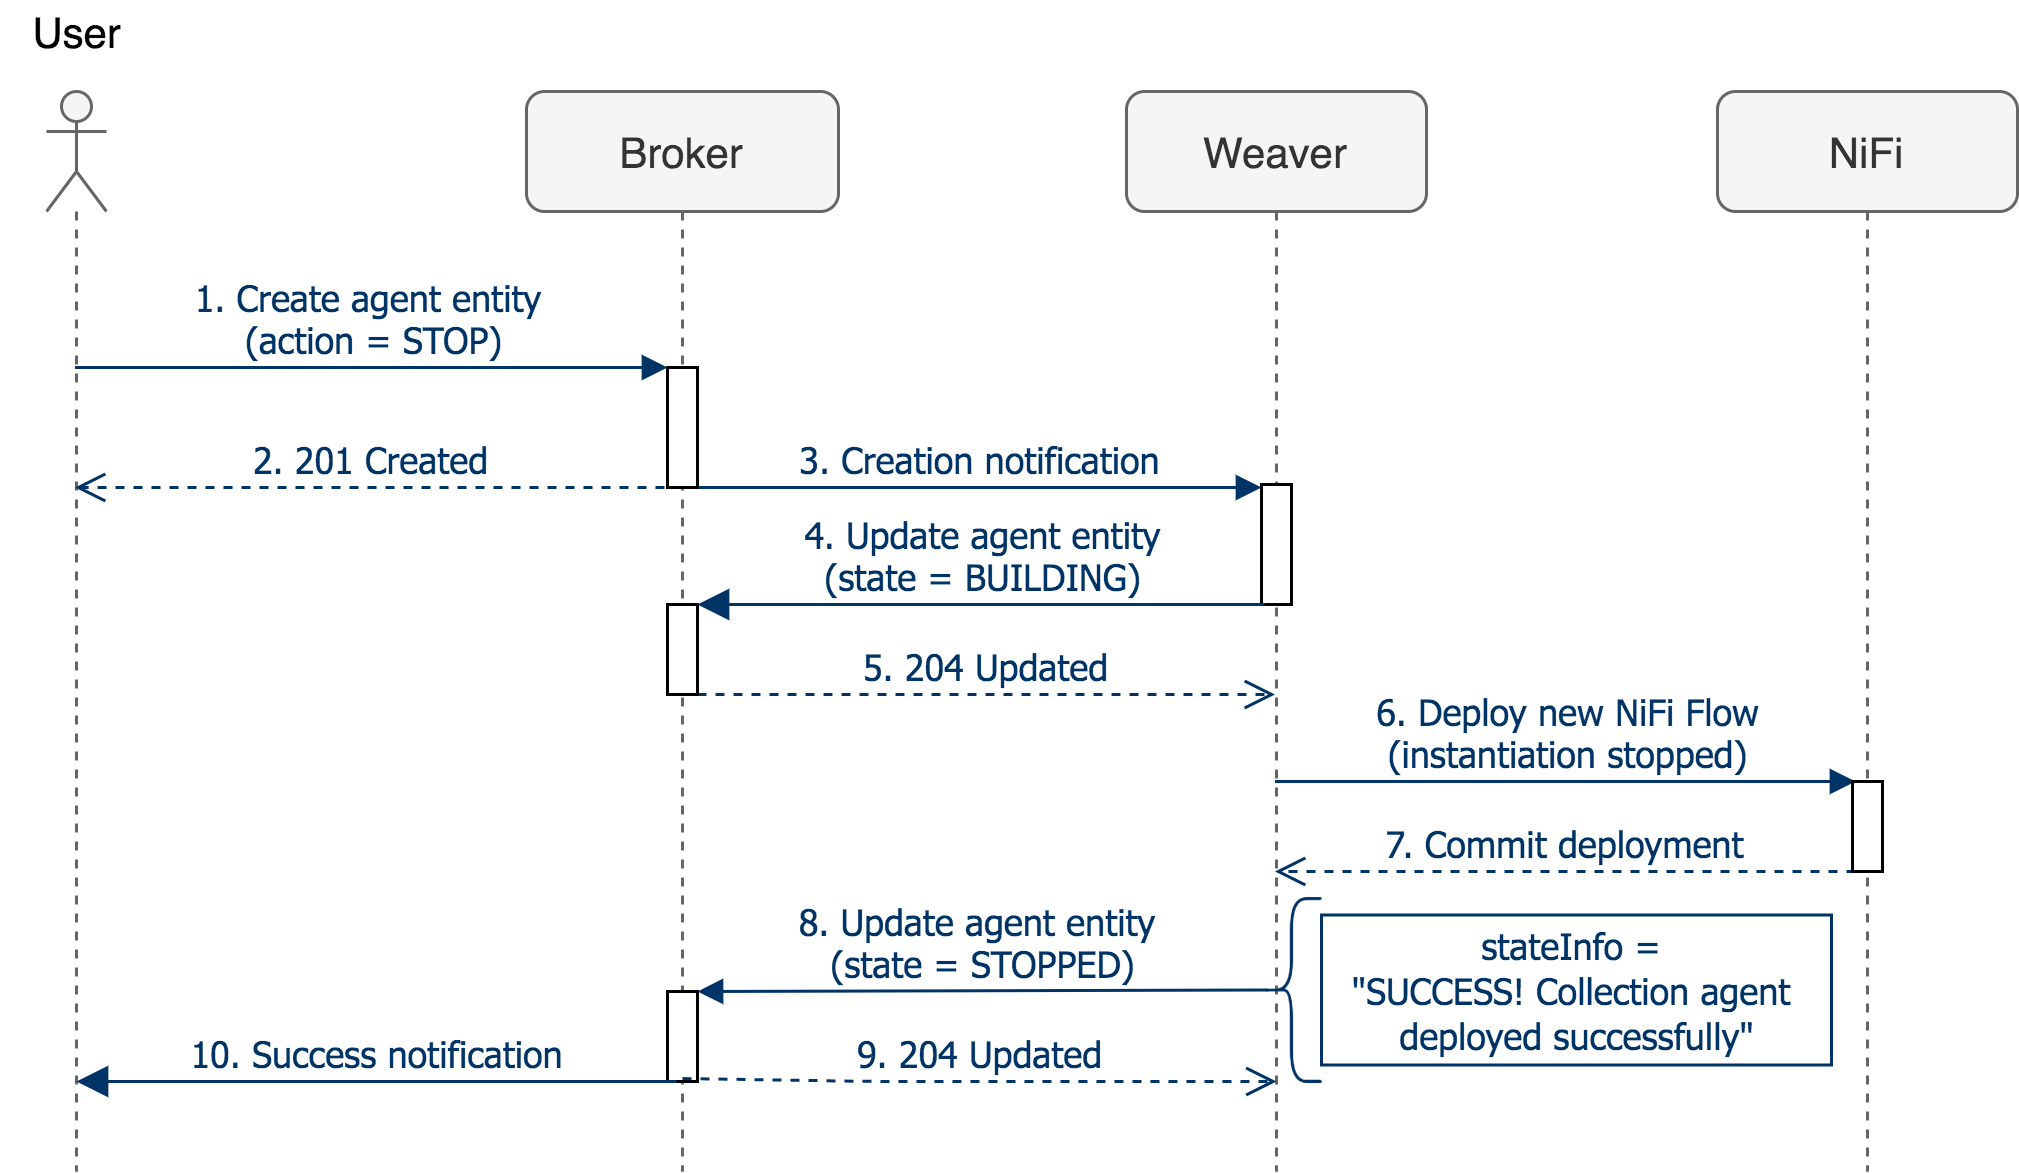 User
Broker
Weaver
NiFi
1. Create agent entity
(action = STOP)
2. 201 Created
3. Creation notification
4. Update agent entity
(state = BUILDING)
5. 204 Updated
6. Deploy new NiFi Flow
(instantiation stopped)
7. Commit deployment
8. Update agent entity
(state = STOPPED)
stateInfo =
"SUCCESS! Collection agent
deployed successfully"
10. Success notification
9. 204 Updated